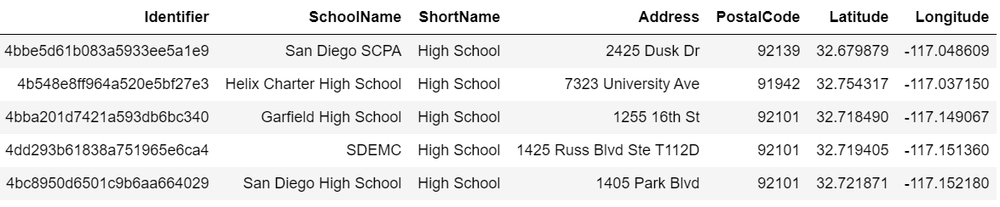 Identifier SchoolName ShortName Address PostalCode Latitude Longitude
4bbe5d61b083a5933ee5a1e9 San Diego SCPA High School 2425 Dusk Dr 92139 32.679879 -117.048609
4b548e8ff964a520e5bf27e3 Helix Charter High School High School 7323 University Ave 91942 32.754317 -117.037150
4bba201d7421a593db6bc340 Garfield High School High School 1255 16th St 92101 32.718490 -117.149067
4dd293b61838a751965e6ca4 SDEMC High School 1425 Russ Blvd Ste T112D 92101 32.719405 -117.151360
4bc8950d6501c9b6aa664029 San Diego High School High School 1405 Park Blvd 92101 32.721871 -117.152180